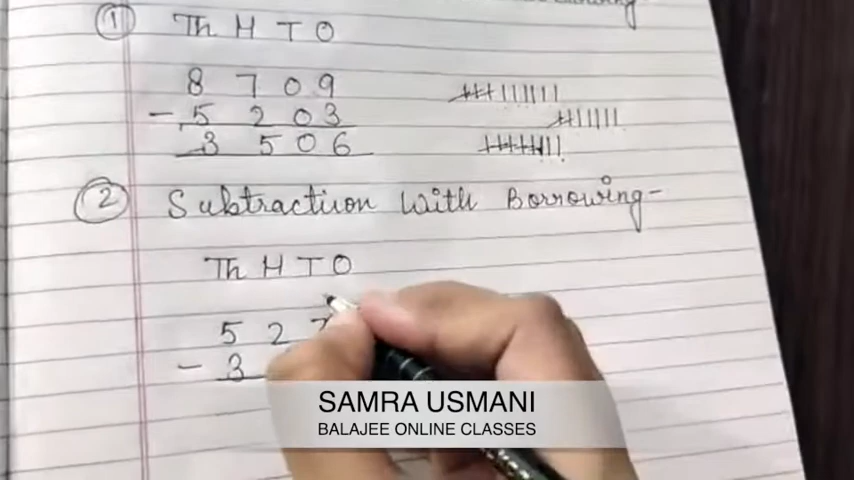 ① Th H T O
8 7 0 9
- 5 2 0 3
3 5 0 6
② Subtraction With Borrowing-
Th H T O
5 2 7
- 3
SAMRA USMANI
BALAJEE ONLINE CLASSES